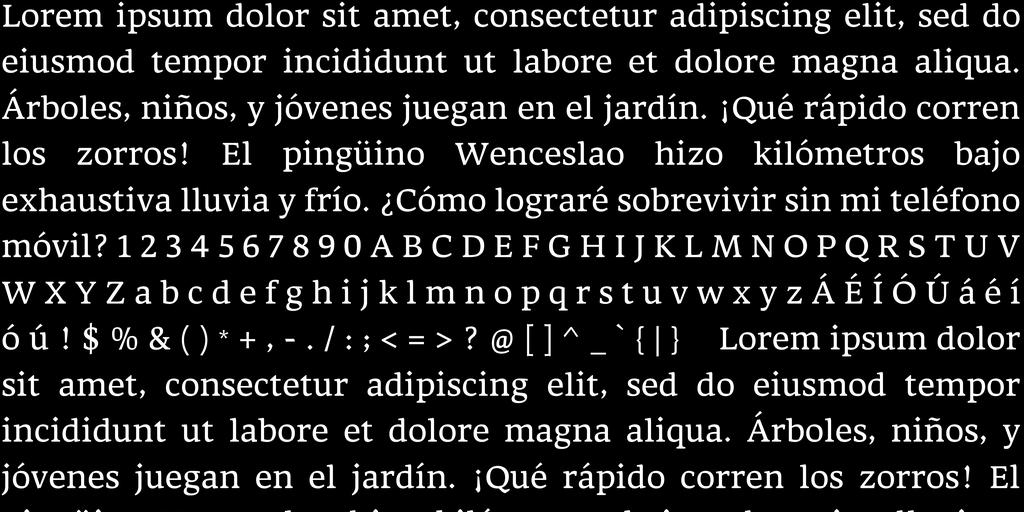 Lorem ipsum dolor sit amet, consectetur adipiscing elit, sed do
eiusmod tempor incididunt ut labore et dolore magna aliqua.
Árboles, niños, y jóvenes juegan en el jardín. ¡Qué rápido corren
los zorros! El pingüino Wenceslao hizo kilómetros bajo
exhaustiva lluvia y frío. ¿Cómo lograré sobrevivir sin mi teléfono
móvil? 1 2 3 4 5 6 7 8 9 0 A B C D E F G H I J K L M N O P Q R S T U V
W X Y Z a b c d e f g h i j k l m n o p q r s t u v w x y z Á É Í Ó Ú á é í
ó ú ! $ % & ( ) * + , - . / : ; < = > ? @ [ ] ^ _ ` { | } Lorem ipsum dolor
sit amet, consectetur adipiscing elit, sed do eiusmod tempor
incididunt ut labore et dolore magna aliqua. Árboles, niños, y
jóvenes juegan en el jardín. ¡Qué rápido corren los zorros! El